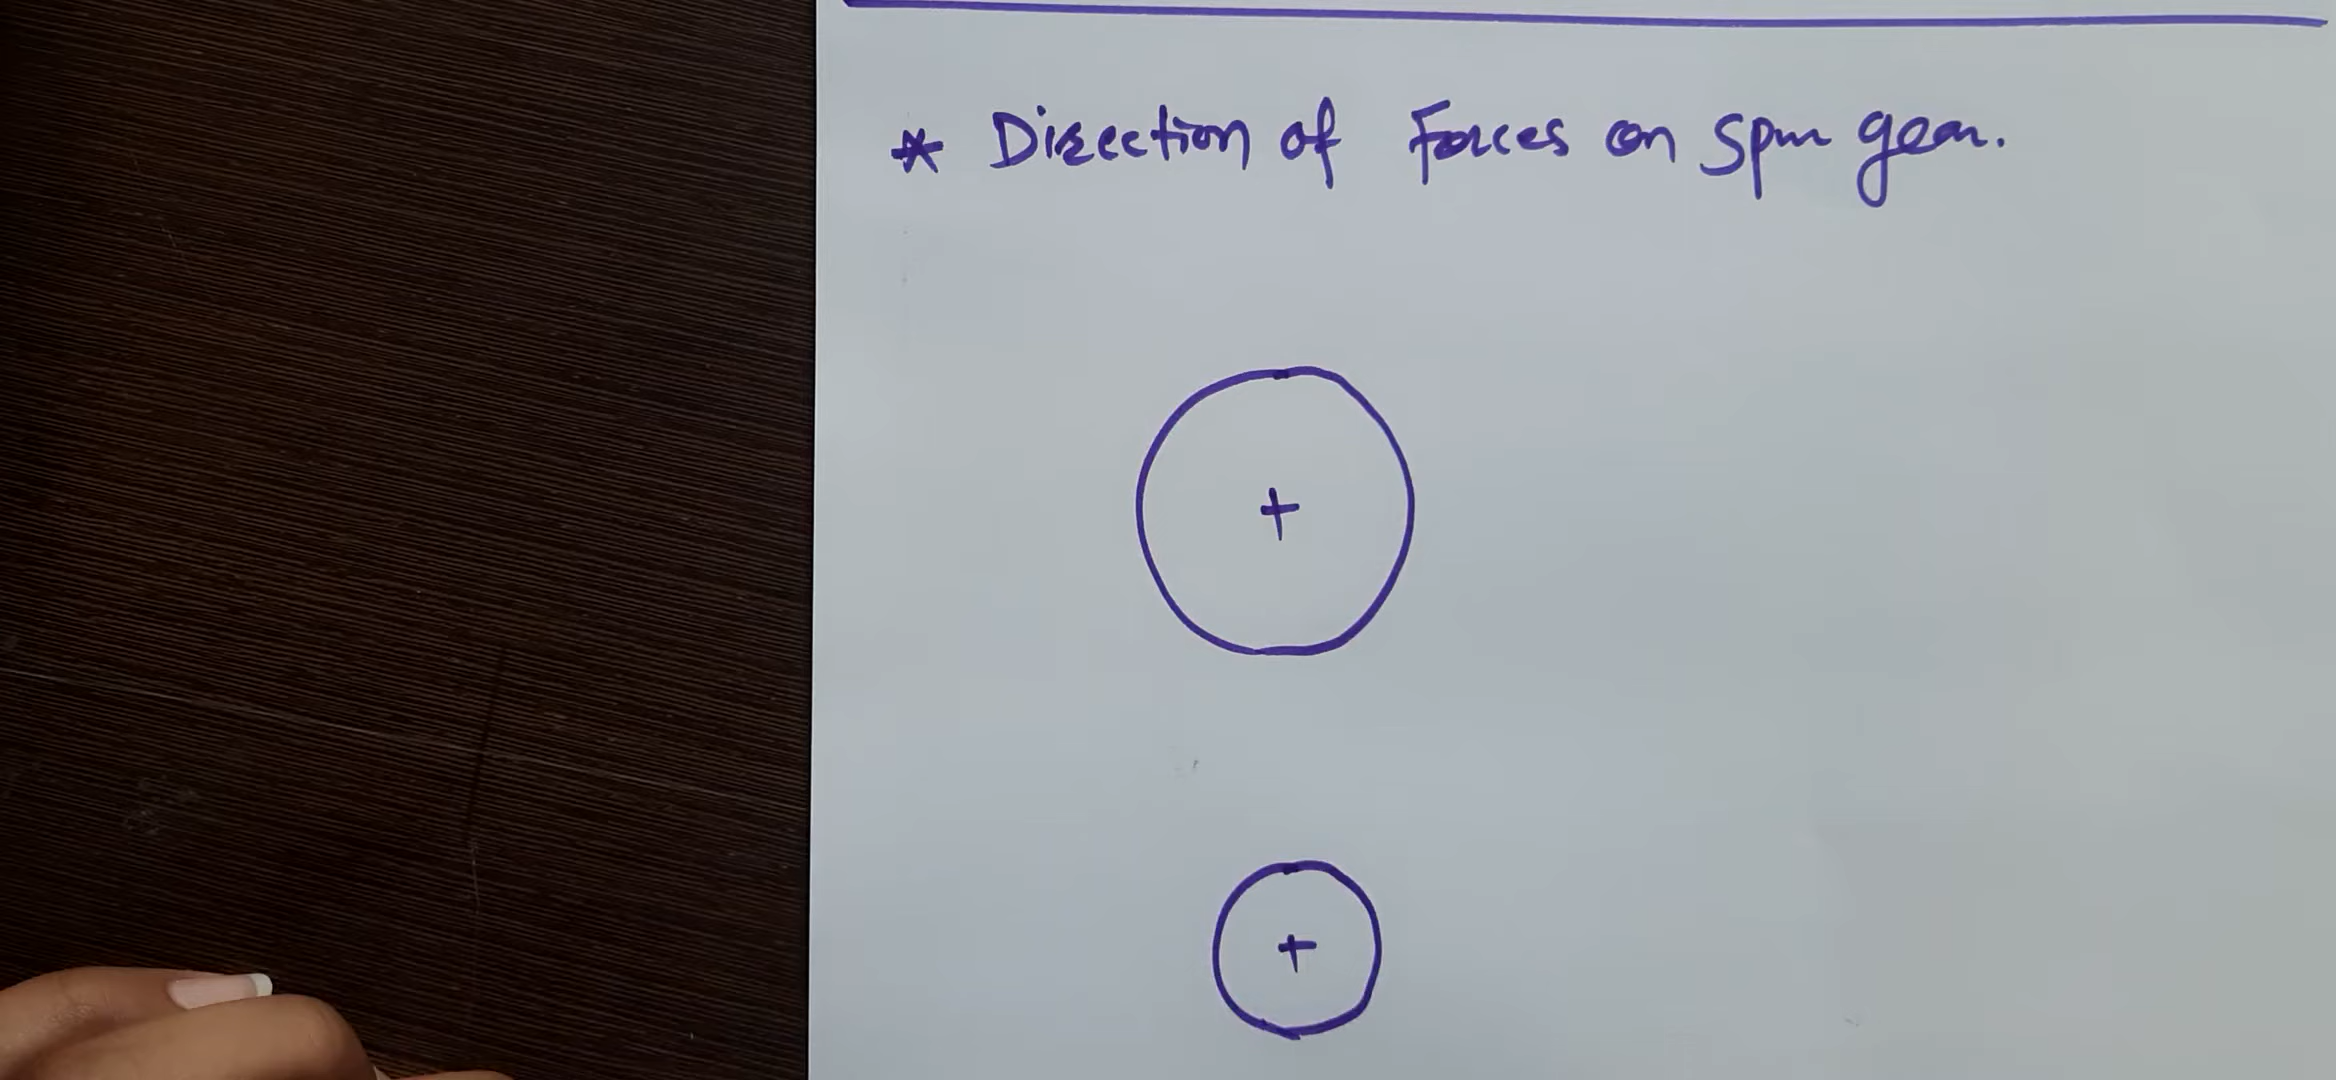 * Direction of Forces on Spur gear.
+
+